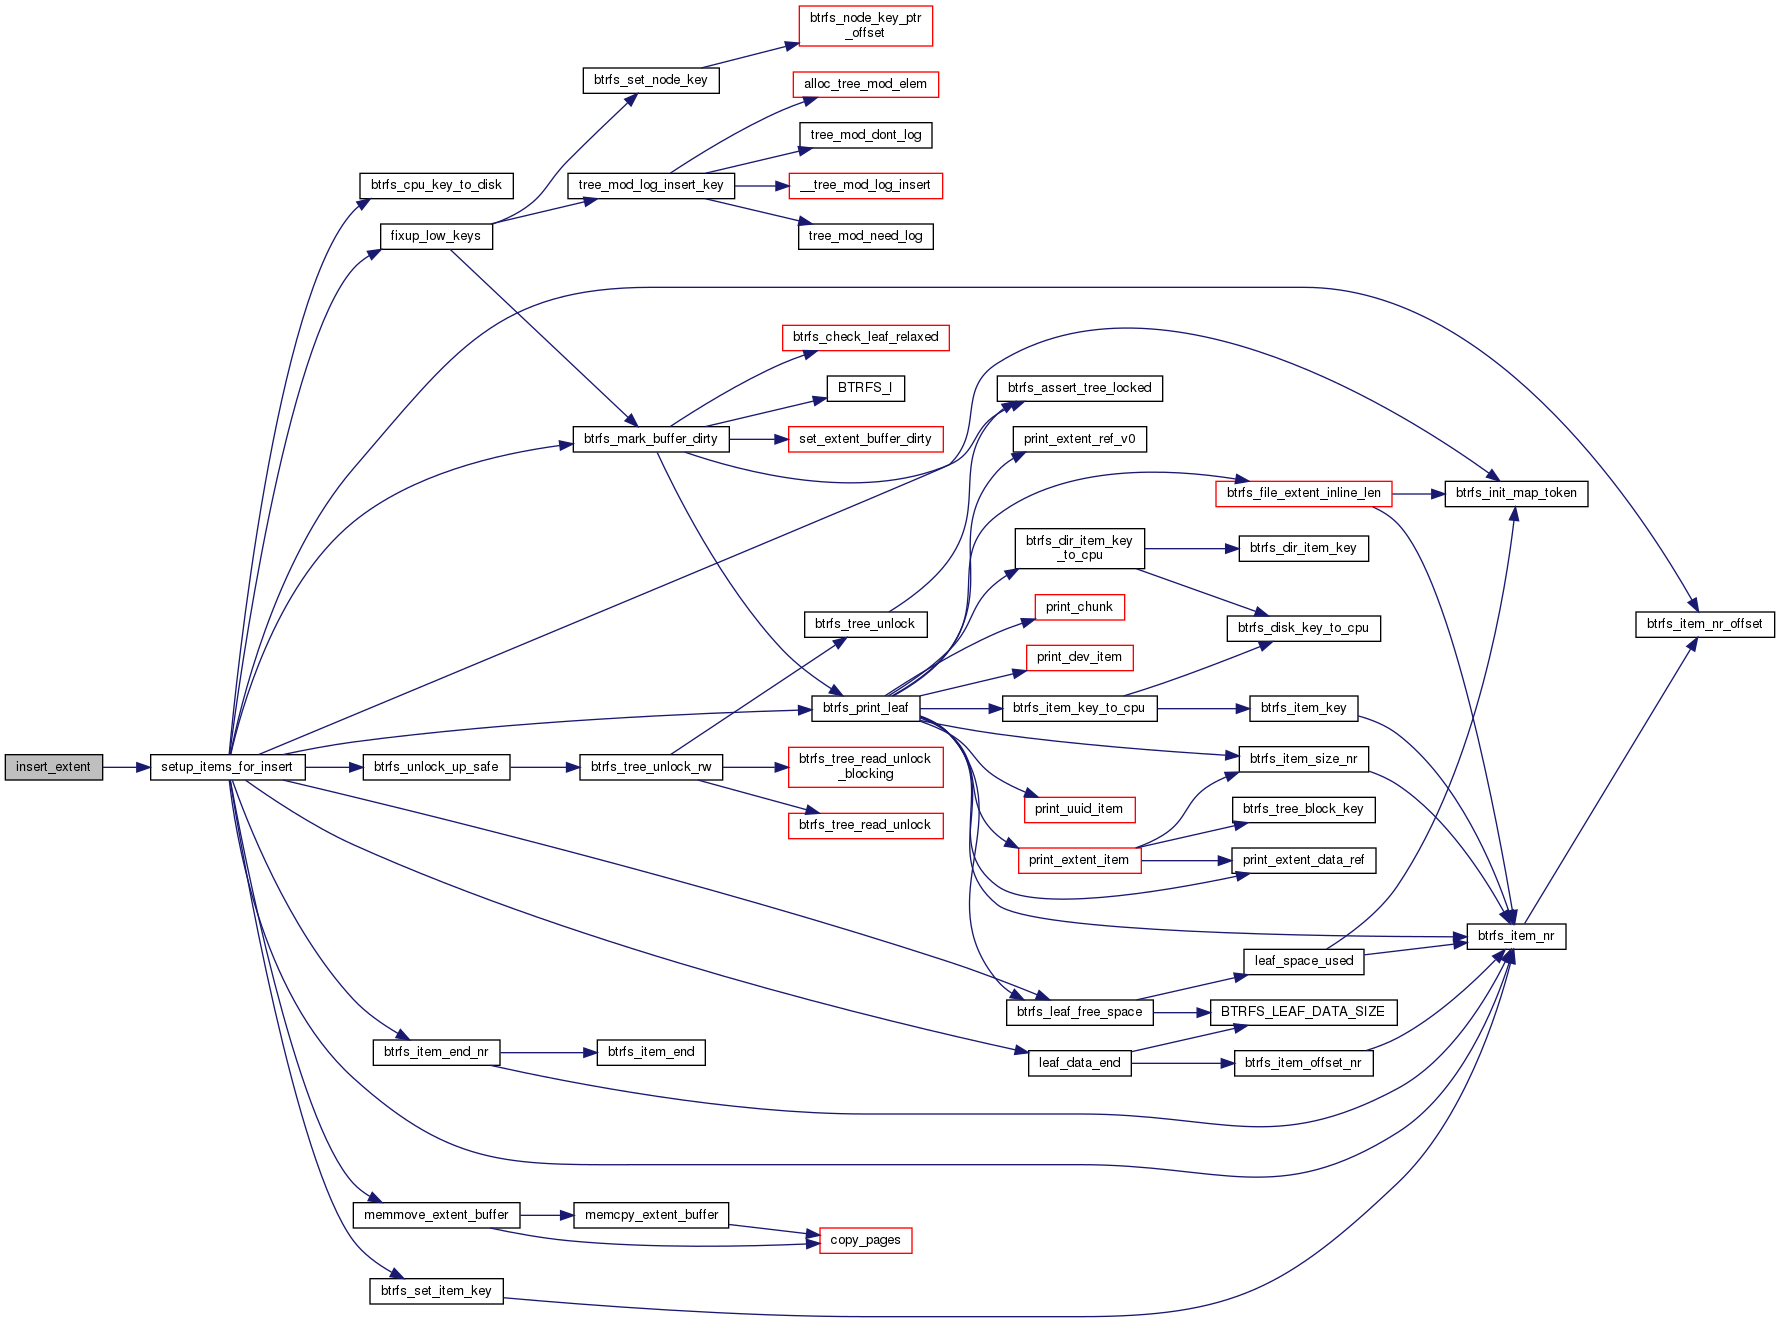 btrfs_node_key_ptr
_offset
btrfs_set_node_key
alloc_tree_mod_elem
tree_mod_dont_log
btrfs_cpu_key_to_disk
tree_mod_log_insert_key
__tree_mod_log_insert
fixup_low_keys
tree_mod_need_log
btrfs_check_leaf_relaxed
BTRFS_I
btrfs_assert_tree_locked
btrfs_mark_buffer_dirty
set_extent_buffer_dirty
print_extent_ref_v0
btrfs_file_extent_inline_len
btrfs_init_map_token
btrfs_dir_item_key
_to_cpu
btrfs_dir_item_key
print_chunk
btrfs_tree_unlock
btrfs_disk_key_to_cpu
btrfs_item_nr_offset
print_dev_item
btrfs_print_leaf
btrfs_item_key_to_cpu
btrfs_item_key
insert_extent
setup_items_for_insert
btrfs_unlock_up_safe
btrfs_tree_unlock_rw
btrfs_tree_read_unlock
_blocking
btrfs_item_size_nr
print_uuid_item
btrfs_tree_block_key
btrfs_tree_read_unlock
print_extent_item
print_extent_data_ref
btrfs_item_nr
leaf_space_used
btrfs_leaf_free_space
BTRFS_LEAF_DATA_SIZE
btrfs_item_end_nr
btrfs_item_end
leaf_data_end
btrfs_item_offset_nr
memmove_extent_buffer
memcpy_extent_buffer
copy_pages
btrfs_set_item_key